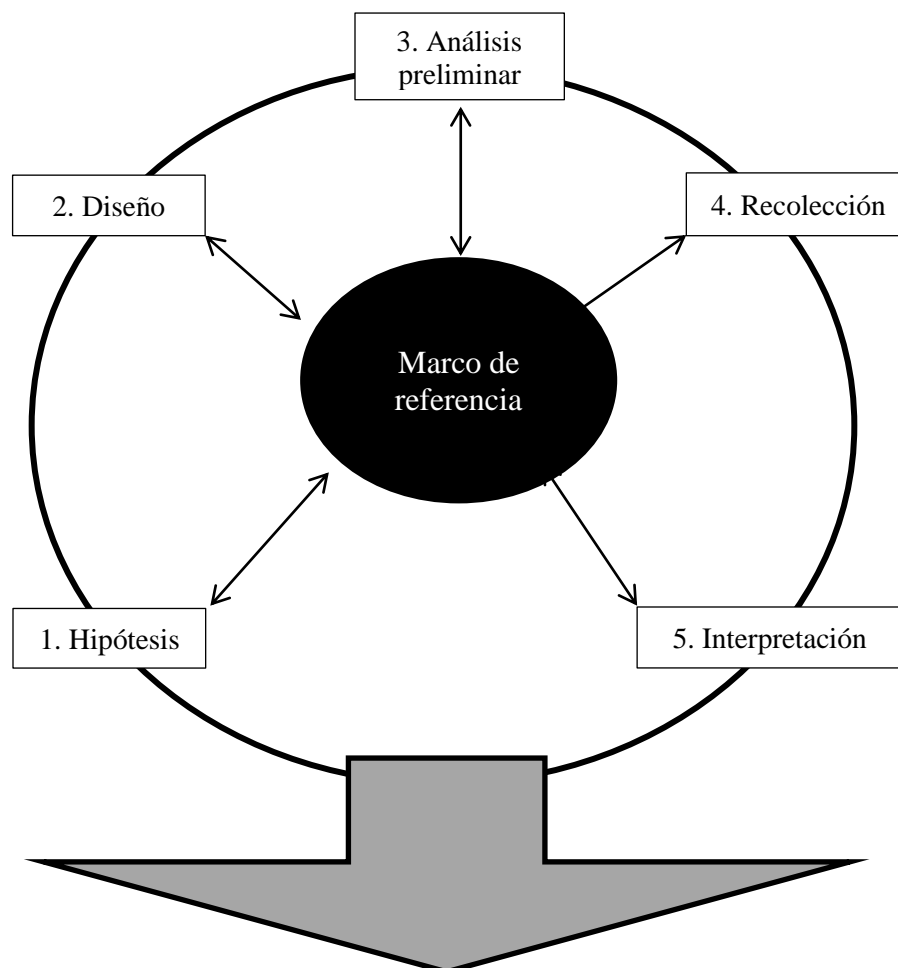 3. Análisis
preliminar
2. Diseño
4. Recolección
Marco de
referencia
1. Hipótesis
5. Interpretación